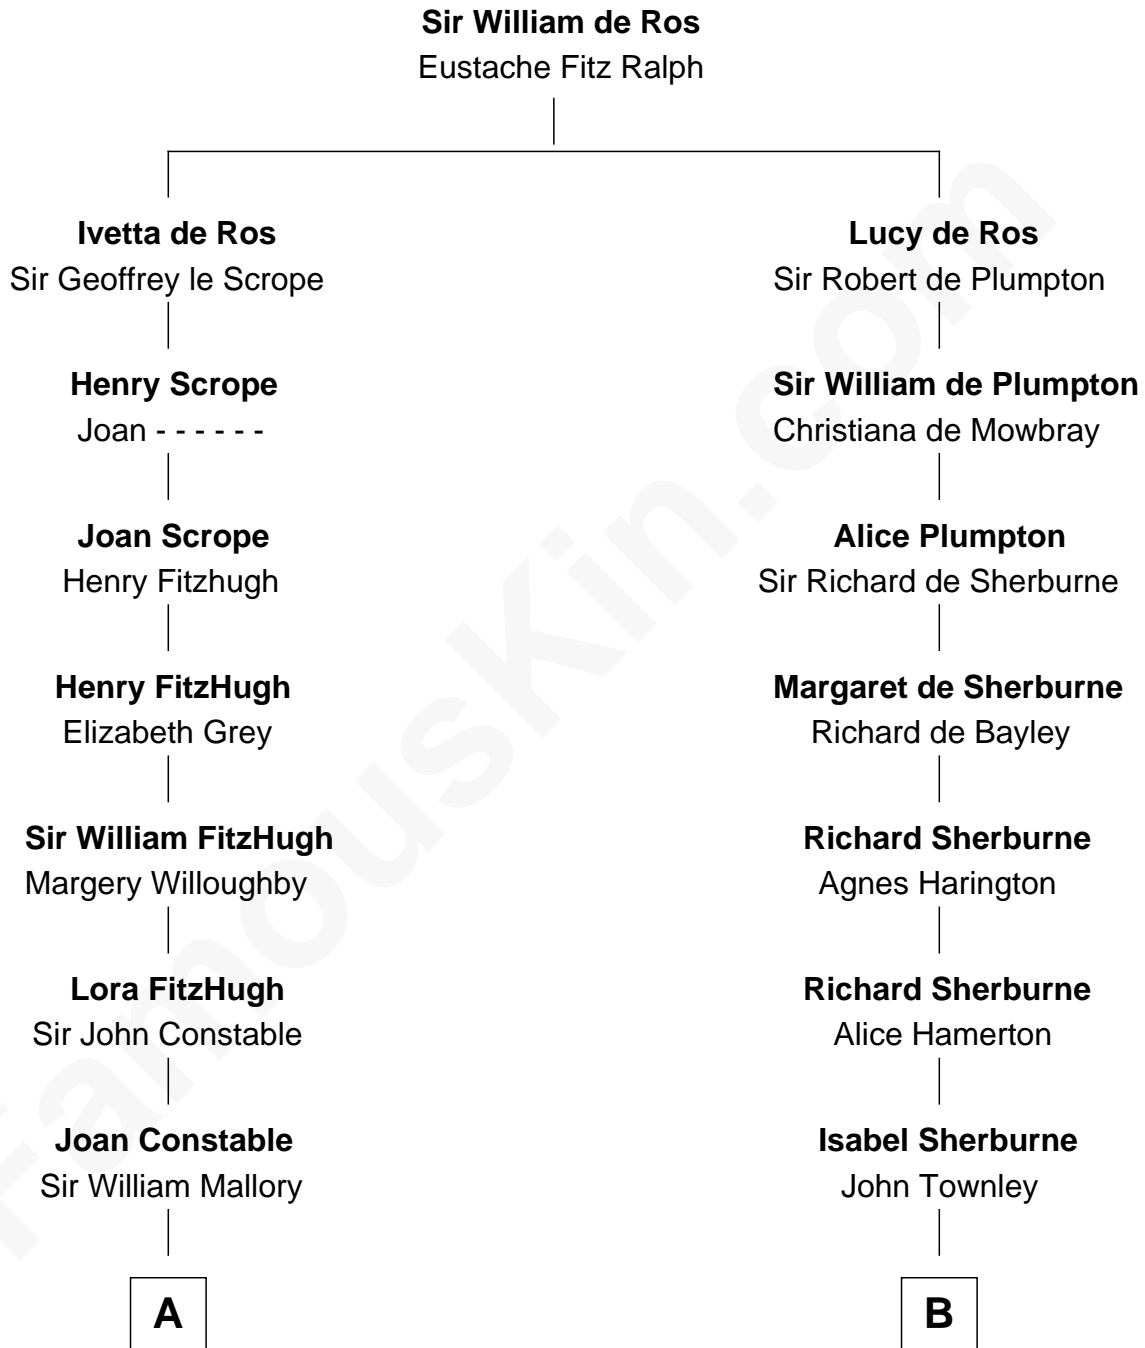 Sir William de Ros
Eustache Fitz Ralph
Ivetta de Ros
Sir Geoffrey le Scrope
Lucy de Ros
Sir Robert de Plumpton
Henry Scrope
Joan - - - - - -
Sir William de Plumpton
Christiana de Mowbray
Joan Scrope
Henry Fitzhugh
Alice Plumpton
Sir Richard de Sherburne
Henry FitzHugh
Elizabeth Grey
Margaret de Sherburne
Richard de Bayley
Sir William FitzHugh
Margery Willoughby
Richard Sherburne
Agnes Harington
Lora FitzHugh
Sir John Constable
Richard Sherburne
Alice Hamerton
Joan Constable
Sir William Mallory
Isabel Sherburne
John Townley
A
B
FamousKin.com